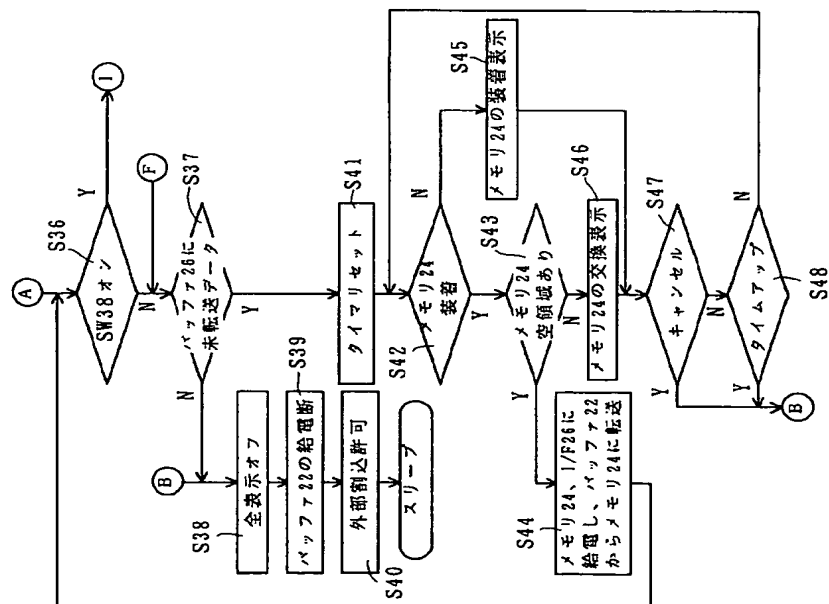 A
S36
SW38オン
Y
1
N
F
S37
バッファ26に
未転送データ
N
Y
B
S38
全表示オフ
S39
バッファ22の給電断
S40
外部割込許可
スリープ
S41
タイマリセット
S42
メモリ24
装着
N
Y
S45
メモリ24の装着表示
S43
メモリ24
空領域あり
Y
N
S44
メモリ24、I/F26に
給電し、バッファ22
からメモリ24に転送
S46
メモリ24の交換表示
S47
キャンセル
Y
N
S48
タイムアップ
Y
N
B